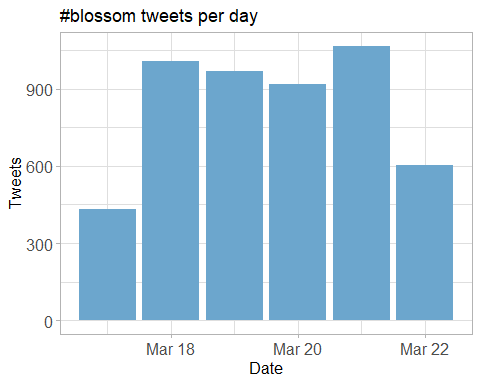 #blossom tweets per day
Tweets
900
600
300
0
Mar 18 Mar 20 Mar 22
Date